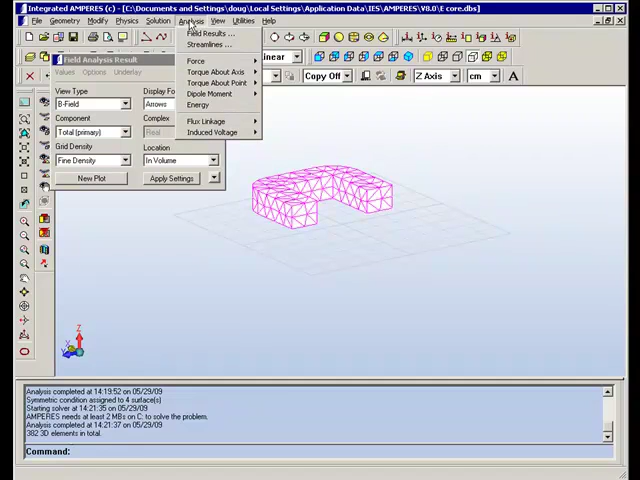 Integrated AMPERES (c) - [C:\Documents and Settings\doug\Local Settings\Application Data\IES\AMPERES\V8.0\E core.dbs]
File Geometry Modify Physics Solution Analysis View Utilities Help
Field Results ...
Streamlines ...
Force
Torque About Axis
Torque About Point
Dipole Moment
Energy
Flux Linkage
Induced Voltage
Linear
Copy Off
Z Axis
cm
A
Field Analysis Result
Values Options Underlay
View Type
B-Field
Arrows
Component
Complex
Total (primary)
Real
Grid Density
Location
Fine Density
In Volume
New Plot
Apply Settings
Z
Analysis completed at 14:19:52 on 05/29/09
Symmetric condition assigned to 4 surface(s)
Starting solver at 14:21:35 on 05/29/09
AMPERES needs at least 2 MBs on C: to solve the problem.
Analysis completed at 14:21:37 on 05/29/09
382 3D elements in total.
Command: